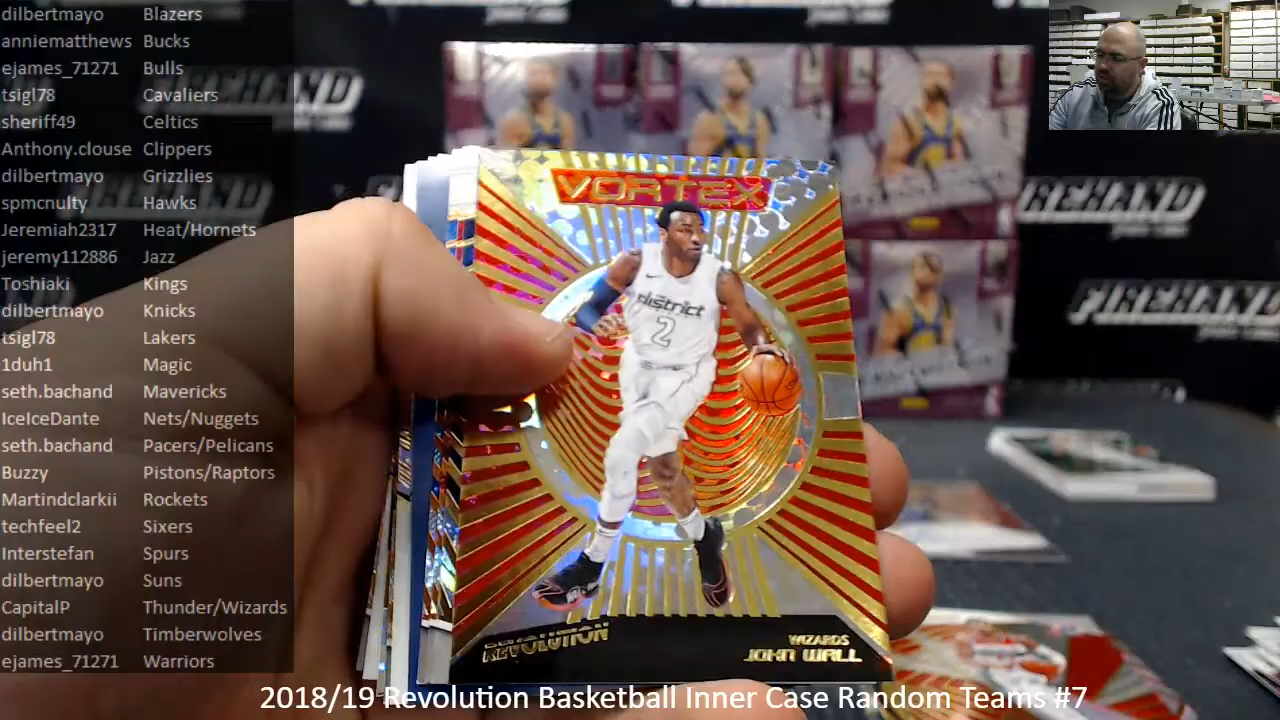 dilbertmayo Blazers
anniematthews Bucks
ejames_71271 Bulls
tsigl78 Cavaliers
sheriff49 Celtics
Anthony.clouse Clippers
dilbertmayo Grizzlies
spmcnulty Hawks
Jeremiah2317 Heat/Hornets
jeremy112886 Jazz
Toshiaki Kings
dilbertmayo Knicks
tsigl78 Lakers
1duh1 Magic
seth.bachand Mavericks
IceIceDante Nets/Nuggets
seth.bachand Pacers/Pelicans
Buzzy Pistons/Raptors
Martindclarkii Rockets
techfeel2 Sixers
Interstefan Spurs
dilbertmayo Suns
CapitalP Thunder/Wizards
dilbertmayo Timberwolves
ejames_71271 Warriors
VORTEX
the district
2
REVOLUTION
WIZARDS
JOHN WALL
FIREHAND
2018/19 Revolution Basketball Inner Case Random Teams #7